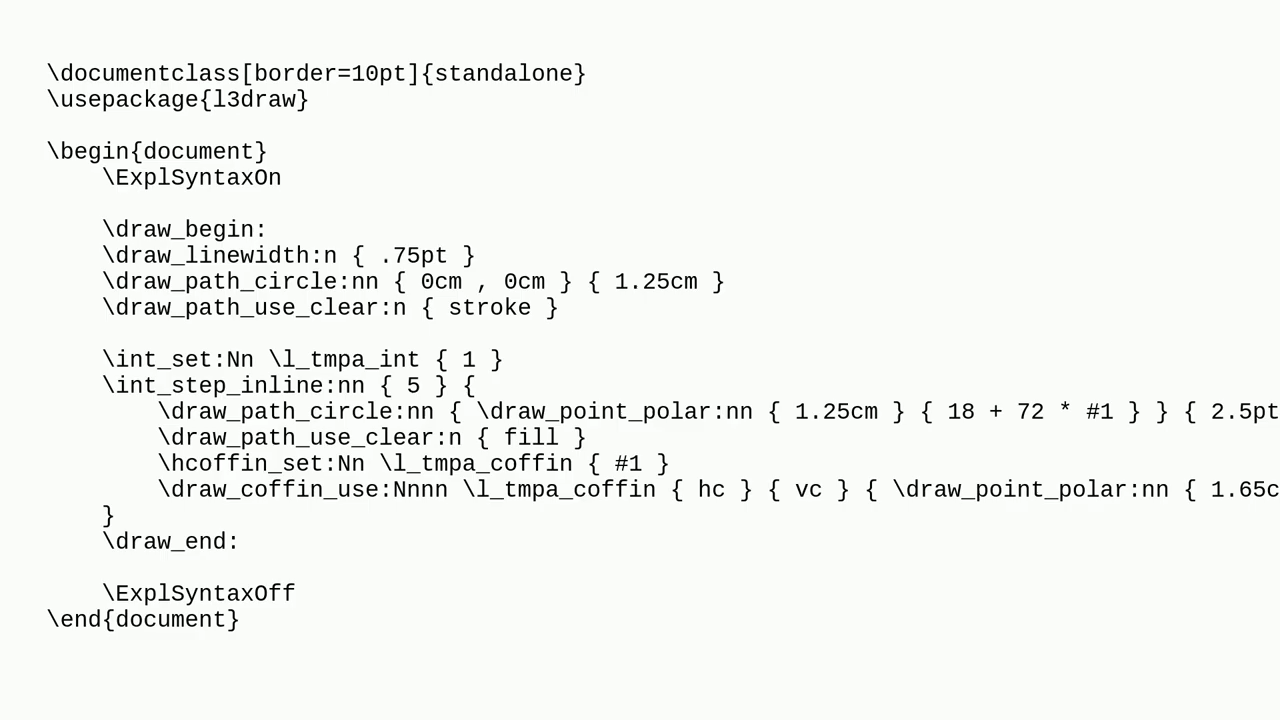 \documentclass[border=10pt]{standalone}
\usepackage{l3draw}
\begin{document}
\ExplSyntaxOn
\draw_begin:
\draw_linewidth:n { .75pt }
\draw_path_circle:nn { 0cm , 0cm } { 1.25cm }
\draw_path_use_clear:n { stroke }
\int_set:Nn \l_tmpa_int { 1 }
\int_step_inline:nn { 5 } {
\draw_path_circle:nn { \draw_point_polar:nn { 1.25cm } { 18 + 72 * #1 } } { 2.5pt
\draw_path_use_clear:n { fill }
\hcoffin_set:Nn \l_tmpa_coffin { #1 }
\draw_coffin_use:Nnnn \l_tmpa_coffin { hc } { vc } { \draw_point_polar:nn { 1.65c
}
\draw_end:
\ExplSyntaxOff
\end{document}